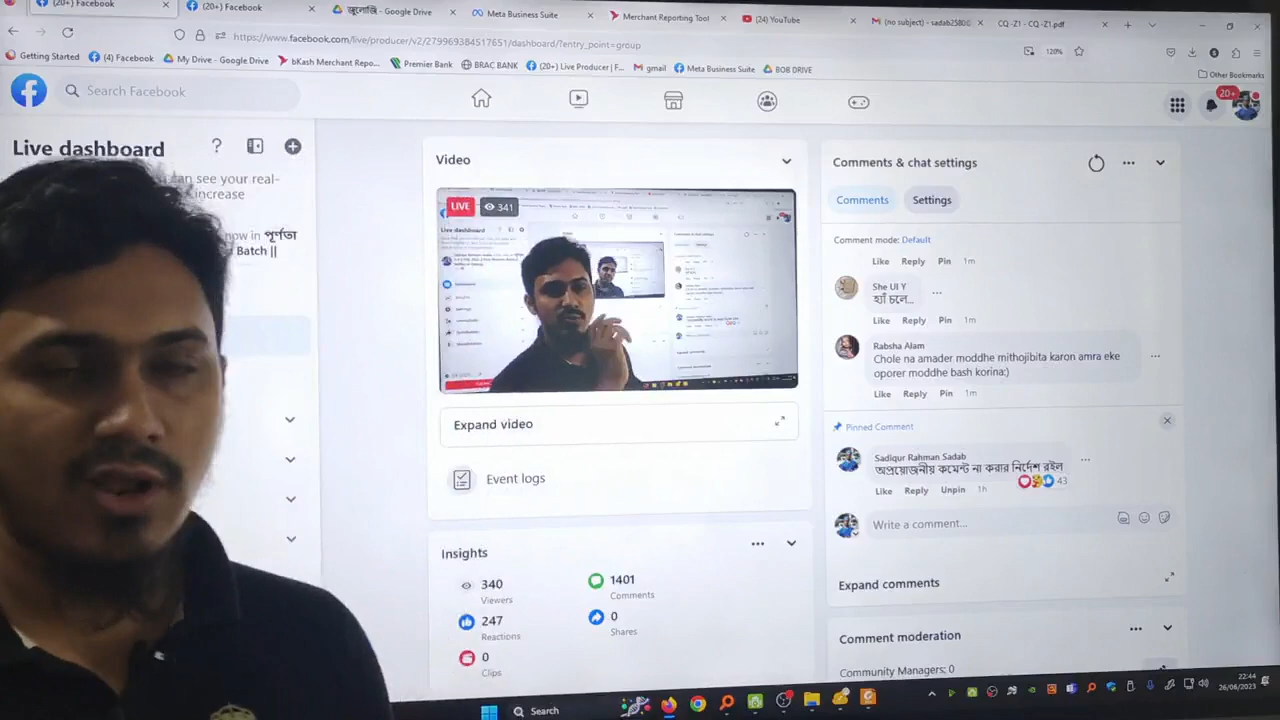 (20+) Facebook
(20+) Facebook
জুলোজি - Google Drive
Meta Business Suite
Merchant Reporting Tool
(24) YouTube
(no subject) - sadab2580@
CQ -Z1 - CQ -Z1.pdf
https://www.facebook.com/live/producer/v2/279969384517651/dashboard/?entry_point=group
120%
Getting Started
(4) Facebook
My Drive - Google Drive
bKash Merchant Repo...
Premier Bank
BRAC BANK
(20+) Live Producer | F...
gmail
Meta Business Suite
BOB DRIVE
Other Bookmarks
Search Facebook
20+
Live dashboard
can see your real-
increase
now in পূর্ণতা
Batch ||
Video
LIVE 341
Live dashboard
Expand video
Event logs
Insights
340
Viewers
1401
Comments
247
Reactions
0
Shares
0
Clips
Comments & chat settings
Comments
Settings
Comment mode: Default
Like Reply Pin 1m
She UI Y
হ্যাঁ চলে...
Like Reply Pin 1m
Rabsha Alam
Chole na amader moddhe mithojibita karon amra eke
oporer moddhe bash korina:)
Like Reply Pin 1m
Pinned Comment
Sadiqur Rahman Sadab
অপ্রয়োজনীয় কমেন্ট না করার নির্দেশ রইল
43
Like Reply Unpin 1h
Write a comment...
Expand comments
Comment moderation
Community Managers: 0
Search
22:44
26/06/2023